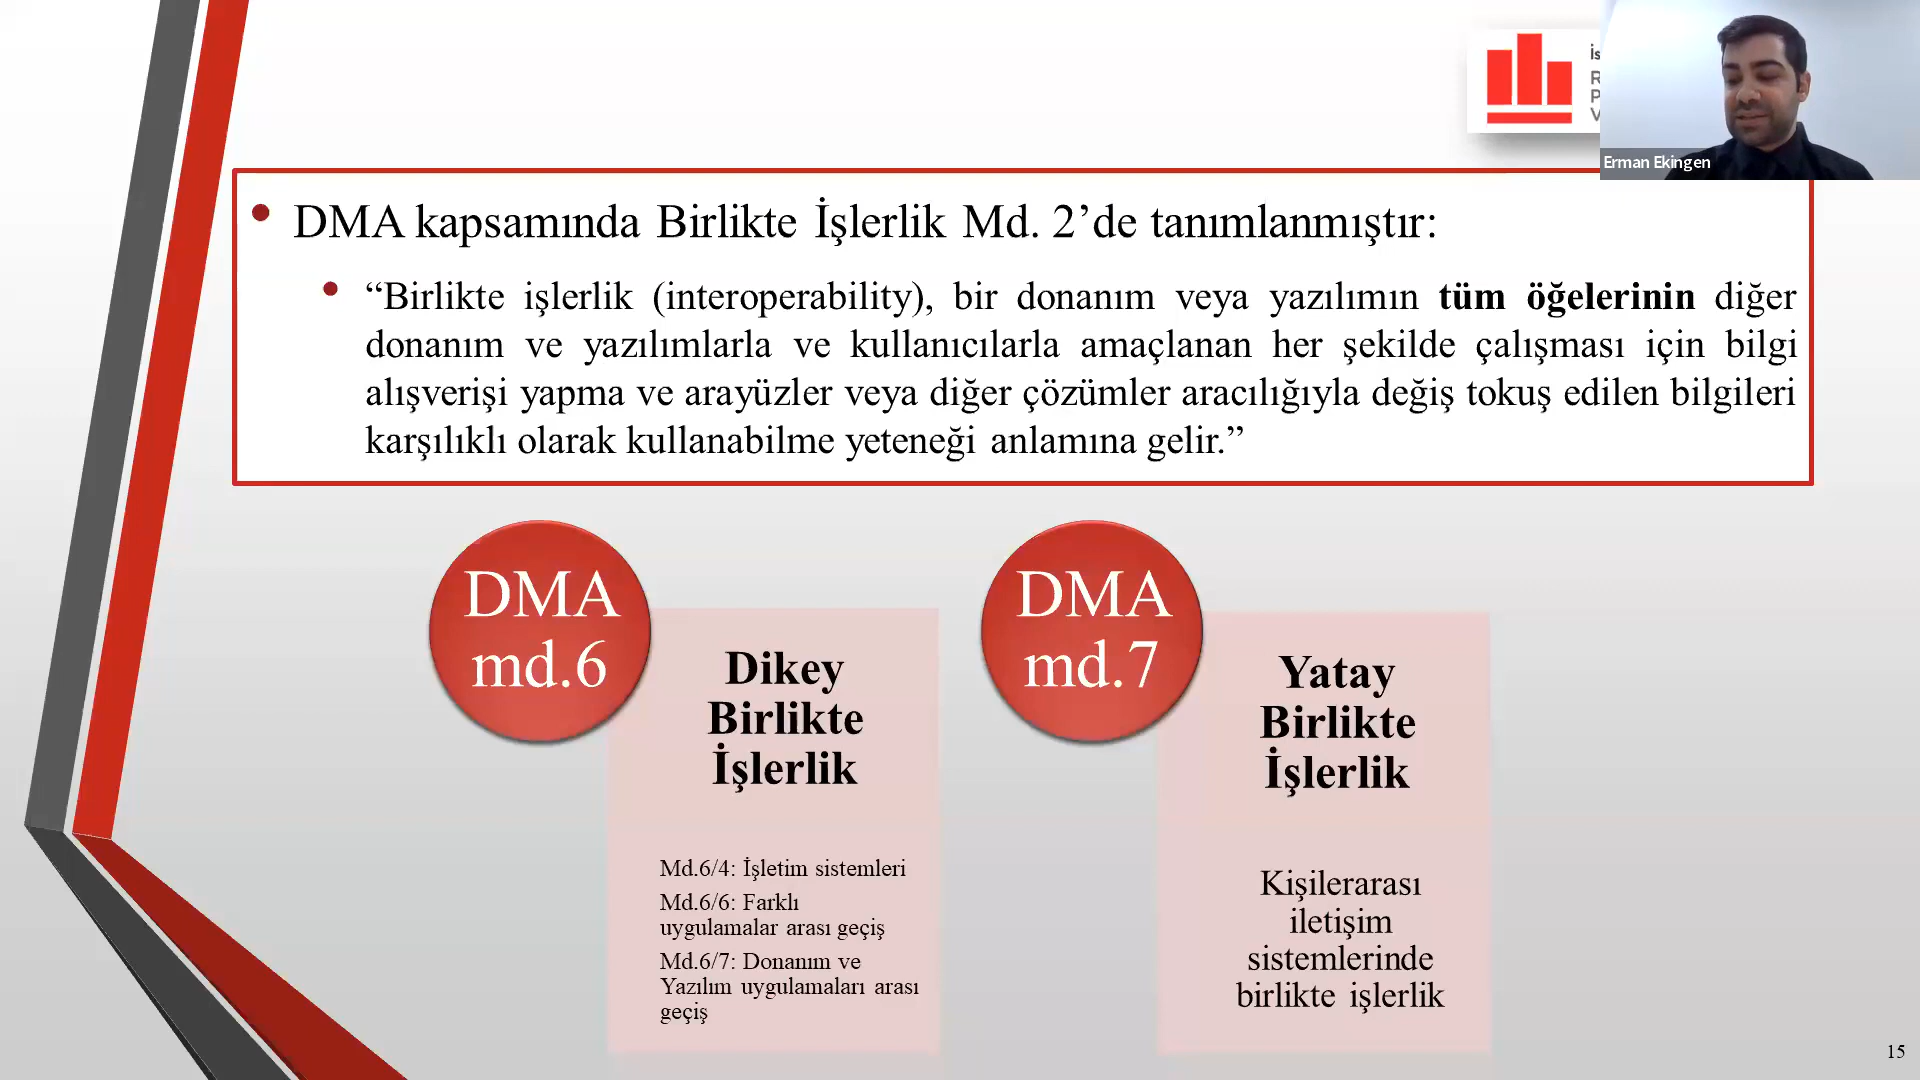 İs
R
P
V
Erman Ekingen
DMA kapsamında Birlikte İşlerlik Md. 2’de tanımlanmıştır:
“Birlikte işlerlik (interoperability), bir donanım veya yazılımın tüm öğelerinin diğer
donanım ve yazılımlarla ve kullanıcılarla amaçlanan her şekilde çalışması için bilgi
alışverişi yapma ve arayüzler veya diğer çözümler aracılığıyla değiş tokuş edilen bilgileri
karşılıklı olarak kullanabilme yeteneği anlamına gelir.”
DMA
md.6
Dikey
Birlikte
İşlerlik
Md.6/4: İşletim sistemleri
Md.6/6: Farklı
uygulamalar arası geçiş
Md.6/7: Donanım ve
Yazılım uygulamaları arası
geçiş
DMA
md.7
Yatay
Birlikte
İşlerlik
Kişilerarası
iletişim
sistemlerinde
birlikte işlerlik
15